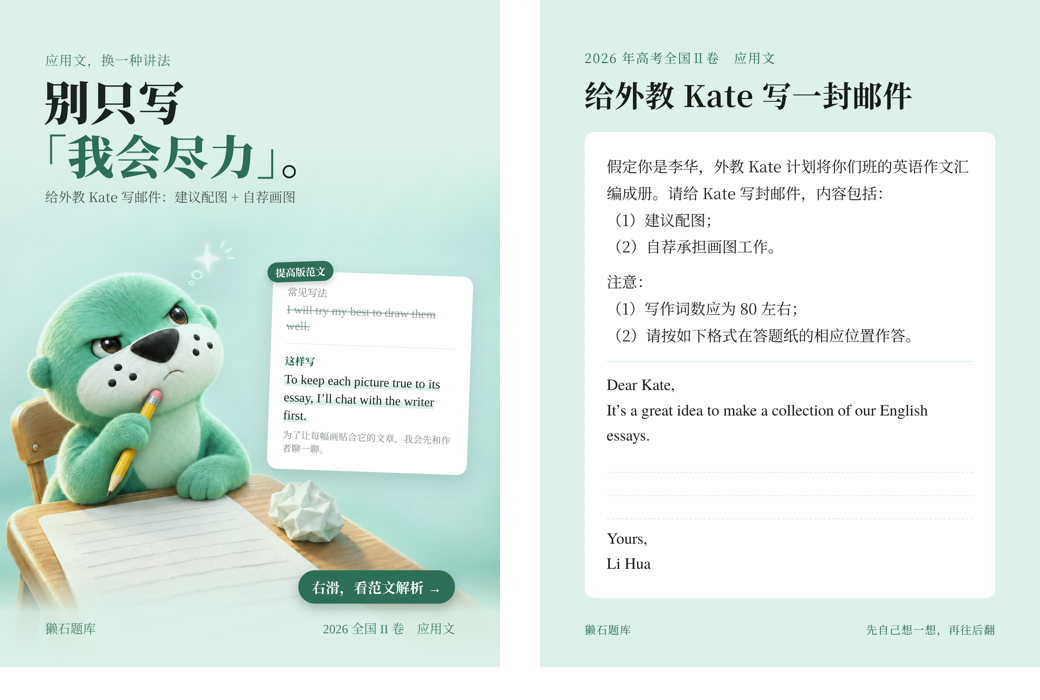 应用文，换一种讲法
别只写
「我会尽力」。
给外教 Kate 写邮件：建议配图 + 自荐画图
提高版范文
常见写法
I will try my best to draw them
well.
这样写
To keep each picture true to its
essay, I’ll chat with the writer
first.
为了让每幅画贴合它的文章，我会先和作
者聊一聊。
右滑，看范文解析 →
獭石题库
2026 全国 II 卷　应用文
2026 年高考全国 II 卷　应用文
给外教 Kate 写一封邮件
假定你是李华，外教 Kate 计划将你们班的英语作文汇
编成册。请给 Kate 写封邮件，内容包括：
（1）建议配图；
（2）自荐承担画图工作。
注意：
（1）写作词数应为 80 左右；
（2）请按如下格式在答题纸的相应位置作答。
Dear Kate,
It’s a great idea to make a collection of our English
essays.
Yours,
Li Hua
獭石题库
先自己想一想，再往后翻